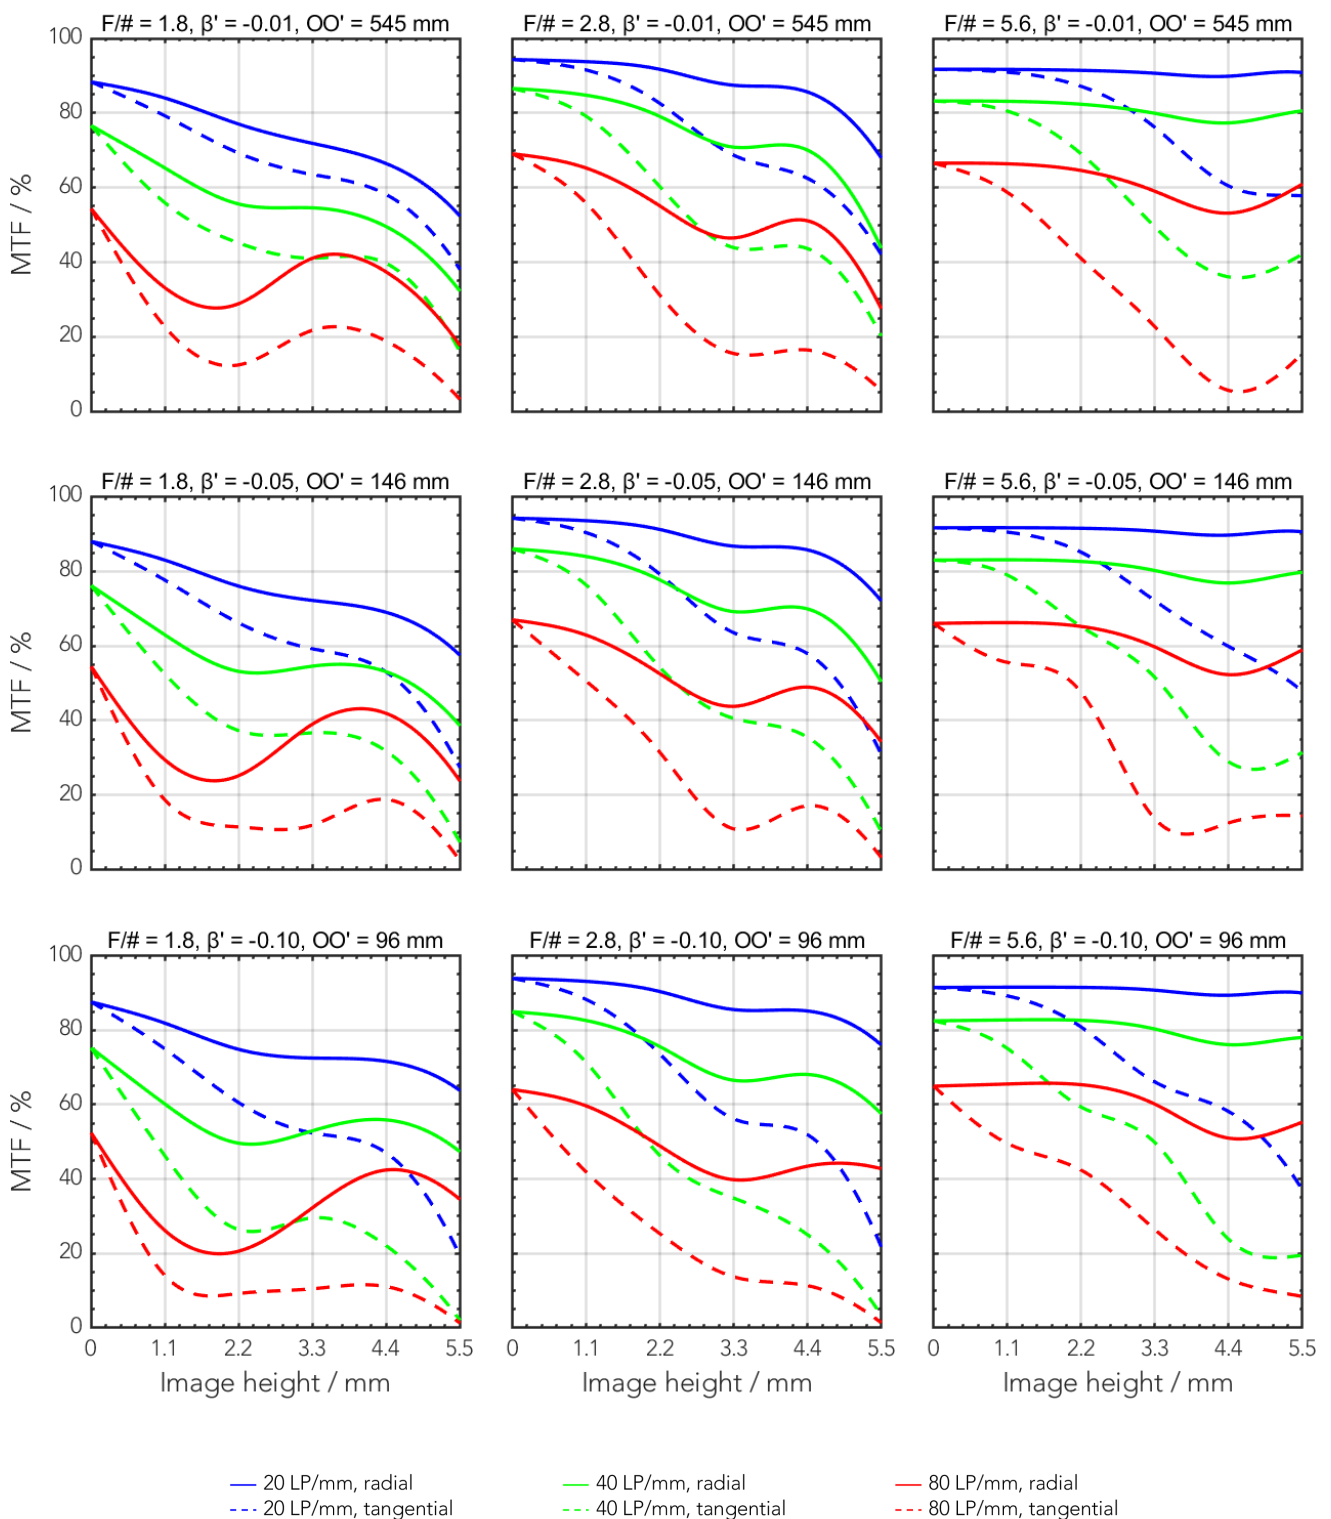 F/# = 1.8, β' = -0.01, OO' = 545 mm
F/# = 2.8, β' = -0.01, OO' = 545 mm
F/# = 5.6, β' = -0.01, OO' = 545 mm
100
80
60
40
20
0
MTF / %
F/# = 1.8, β' = -0.05, OO' = 146 mm
F/# = 2.8, β' = -0.05, OO' = 146 mm
F/# = 5.6, β' = -0.05, OO' = 146 mm
100
80
60
40
20
0
MTF / %
F/# = 1.8, β' = -0.10, OO' = 96 mm
F/# = 2.8, β' = -0.10, OO' = 96 mm
F/# = 5.6, β' = -0.10, OO' = 96 mm
100
80
60
40
20
0
MTF / %
0 1.1 2.2 3.3 4.4 5.5
0 1.1 2.2 3.3 4.4 5.5
0 1.1 2.2 3.3 4.4 5.5
Image height / mm
Image height / mm
Image height / mm
20 LP/mm, radial
40 LP/mm, radial
80 LP/mm, radial
20 LP/mm, tangential
40 LP/mm, tangential
80 LP/mm, tangential